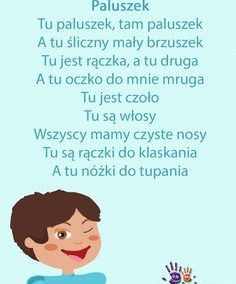 Paluszek
Tu paluszek, tam paluszek
A tu śliczny mały brzuszek
Tu jest rączka, a tu druga
A tu oczko do mnie mruga
Tu jest czoło
Tu są włosy
Wszyscy mamy czyste nosy
Tu są rączki do klaskania
A tu nóżki do tupania